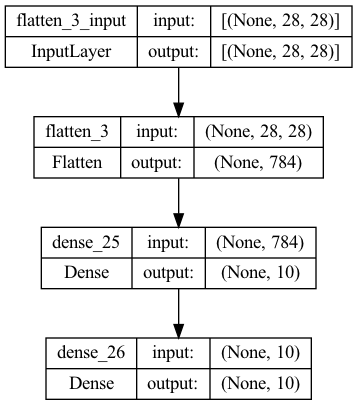 flatten_3_input input: [(None, 28, 28)]
InputLayer output: [(None, 28, 28)]
flatten_3 input: (None, 28, 28)
Flatten output: (None, 784)
dense_25 input: (None, 784)
Dense output: (None, 10)
dense_26 input: (None, 10)
Dense output: (None, 10)